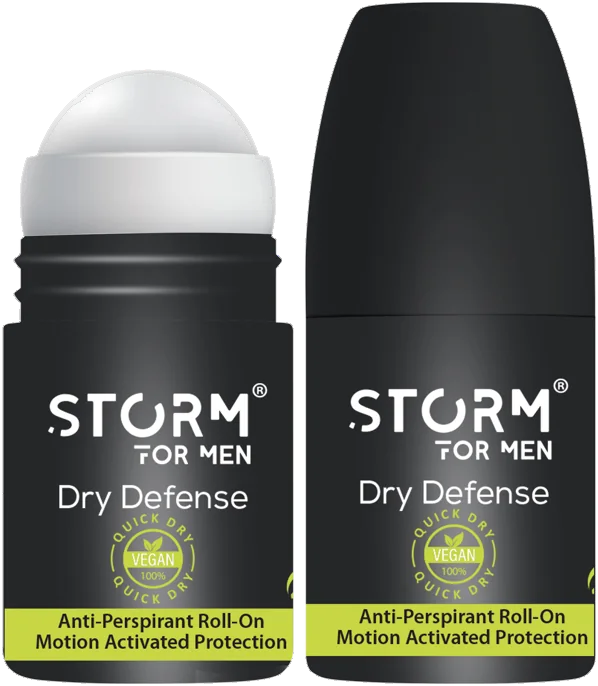 STORM®
FOR MEN
Dry Defense
QUICK DRY
VEGAN
100%
QUICK DRY
Anti-Perspirant Roll-On
Motion Activated Protection
STORM®
FOR MEN
Dry Defense
QUICK DRY
VEGAN
100%
QUICK DRY
Anti-Perspirant Roll-On
Motion Activated Protection